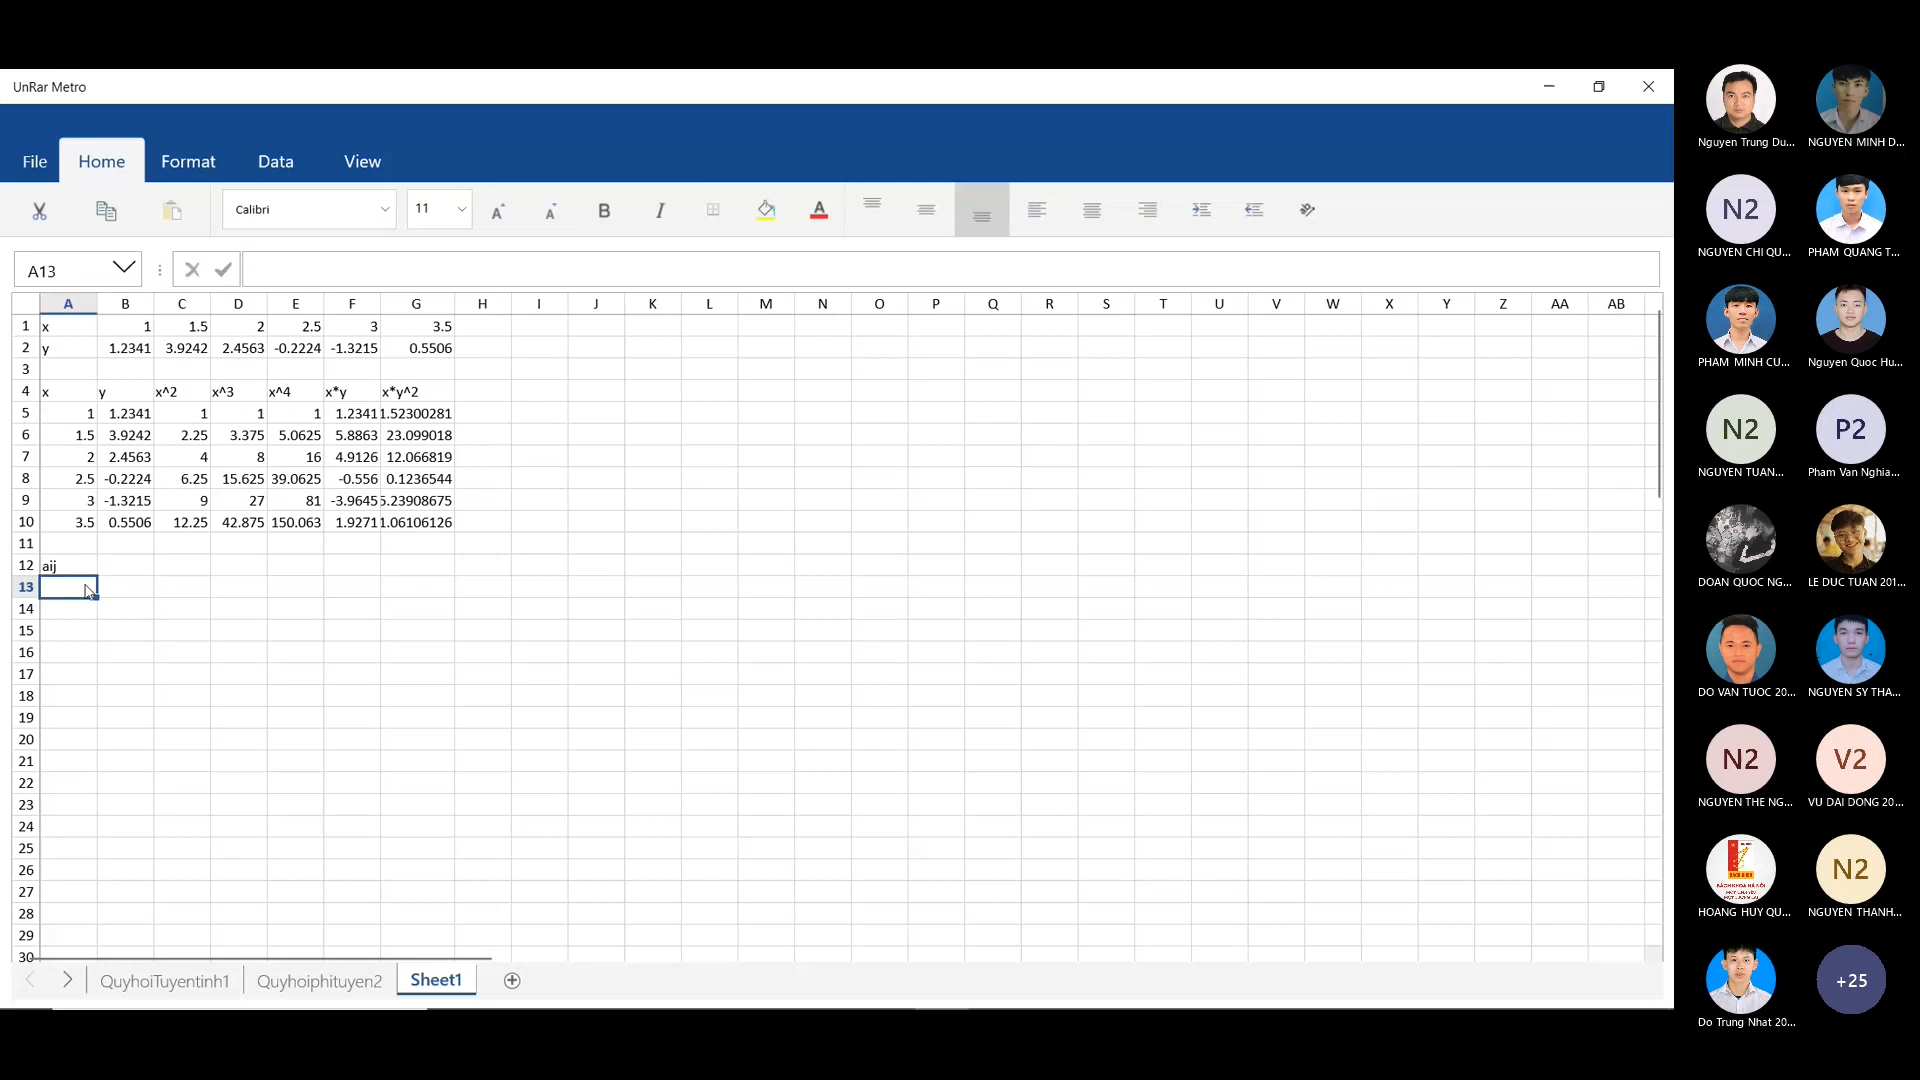 UnRar Metro
File Home Format Data View
Calibri 11
A13
A B C D E F G H I J K L M N O P Q R S T U V W X Y Z AA AB
1 x 1 1.5 2 2.5 3 3.5
2 y 1.2341 3.9242 2.4563 -0.2224 -1.3215 0.5506
3
4 x y x^2 x^3 x^4 x*y x*y^2
5 1 1.2341 1 1 1 1.2341 1.52300281
6 1.5 3.9242 2.25 3.375 5.0625 5.8863 23.099018
7 2 2.4563 4 8 16 4.9126 12.066819
8 2.5 -0.2224 6.25 15.625 39.0625 -0.556 0.1236544
9 3 -1.3215 9 27 81 -3.9645 5.23908675
10 3.5 0.5506 12.25 42.875 150.063 1.9271 1.06106126
11
12 aij
13
14
15
16
17
18
19
20
21
22
23
24
25
26
27
28
29
30
QuyhoiTuyentinh1 Quyhoiphituyen2 Sheet1
Nguyen Trung Du... NGUYEN MINH D...
N2
NGUYEN CHI QU... PHAM QUANG T...
PHAM MINH CU... Nguyen Quoc Hu...
N2 P2
NGUYEN TUAN... Pham Van Nghia...
DOAN QUOC NG... LE DUC TUAN 201...
DO VAN TUOC 20... NGUYEN SY THA...
N2 V2
NGUYEN THE NG... VU DAI DONG 20...
BÁCH KHOA HÀ NỘI
N2
HOANG HUY QU... NGUYEN THANH...
+25
Do Trung Nhat 20...